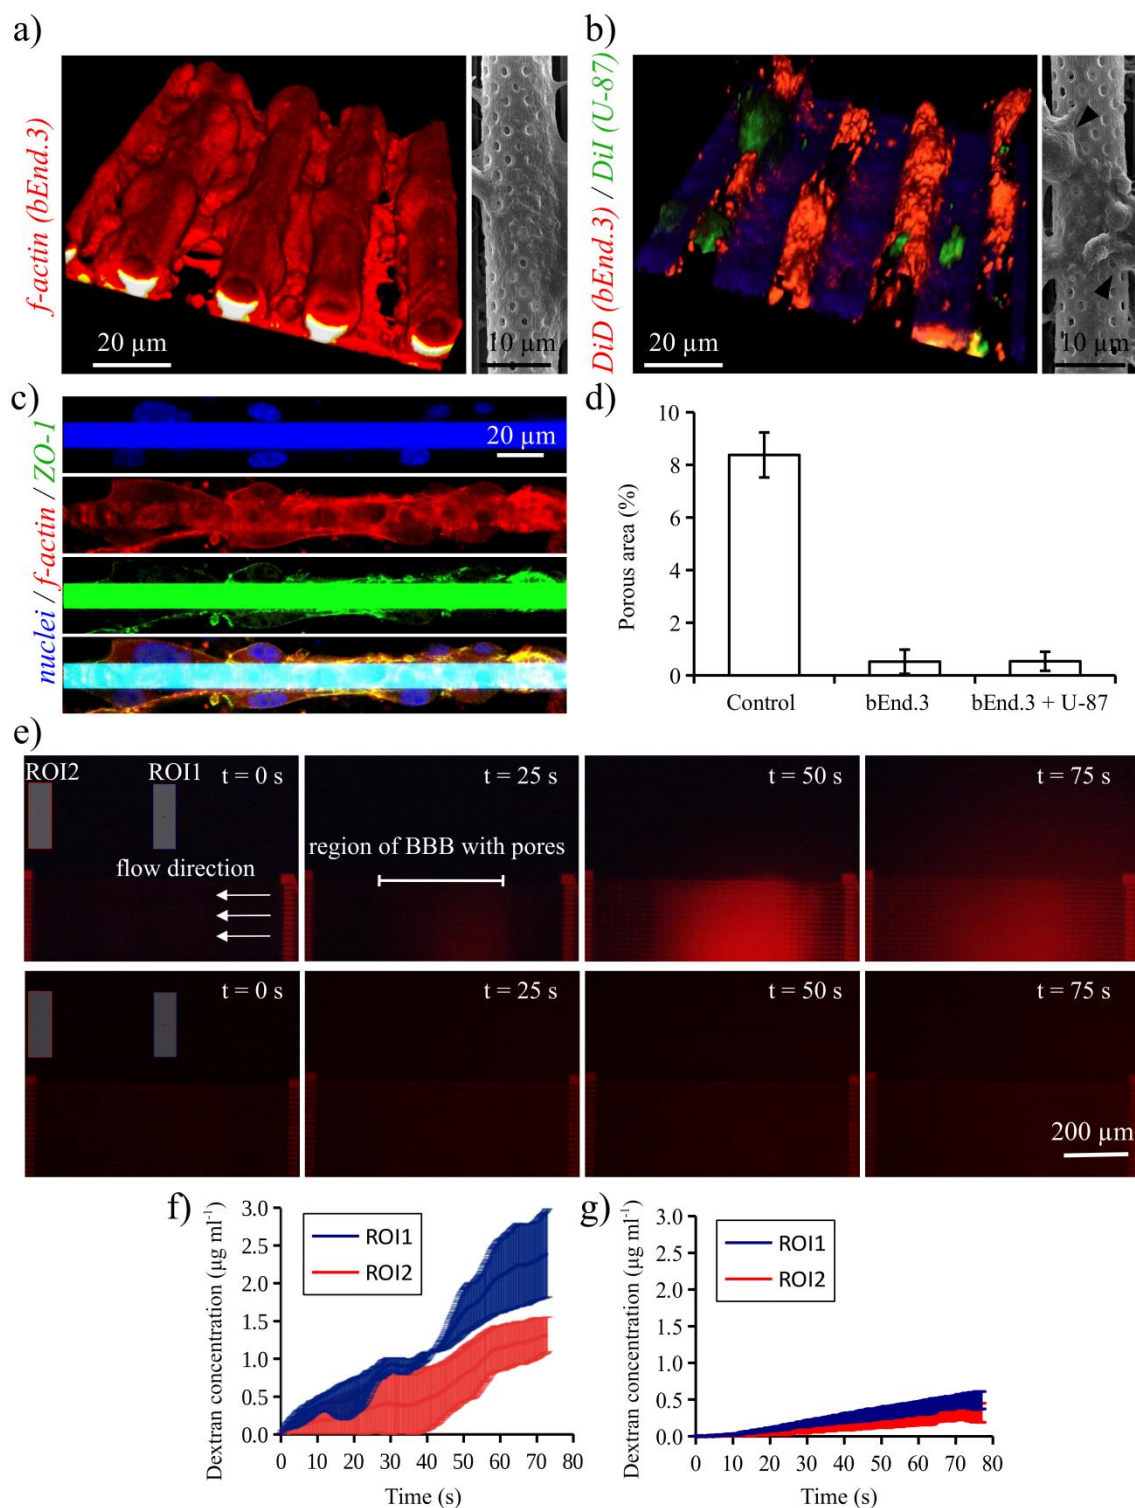 a)
f-actin (bEnd.3)
20 µm
10 µm
b)
DiD (bEnd.3) / DiI (U-87)
20 µm
10 µm
c)
nuclei / f-actin / ZO-1
20 µm
d)
Porous area (%)
10
8
6
4
2
0
Control
bEnd.3
bEnd.3 + U-87
e)
ROI2
ROI1
t = 0 s
flow direction
t = 25 s
region of BBB with pores
t = 50 s
t = 75 s
t = 0 s
t = 25 s
t = 50 s
t = 75 s
200 µm
f)
Dextran concentration (µg ml⁻¹)
3.0
2.5
2.0
1.5
1.0
0.5
0.0
ROI1
ROI2
0 10 20 30 40 50 60 70 80
Time (s)
g)
Dextran concentration (µg ml⁻¹)
3.0
2.5
2.0
1.5
1.0
0.5
0.0
ROI1
ROI2
0 10 20 30 40 50 60 70 80
Time (s)